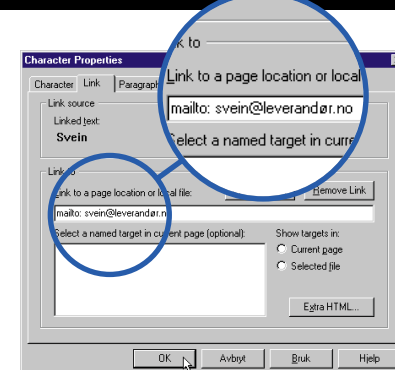 Character Properties
Character Link Paragraph
Link source
Linked text:
Svein
Link to
Link to a page location or local file:
Remove Link
mailto: svein@leverandør.n
Select a named target in current page (optional):
Show targets in:
Current page
Selected file
Extra HTML...
OK Avbryt Bruk Hjelp
k to
Link to a page location or local
mailto: svein@leverandør.no
Select a named target in curre